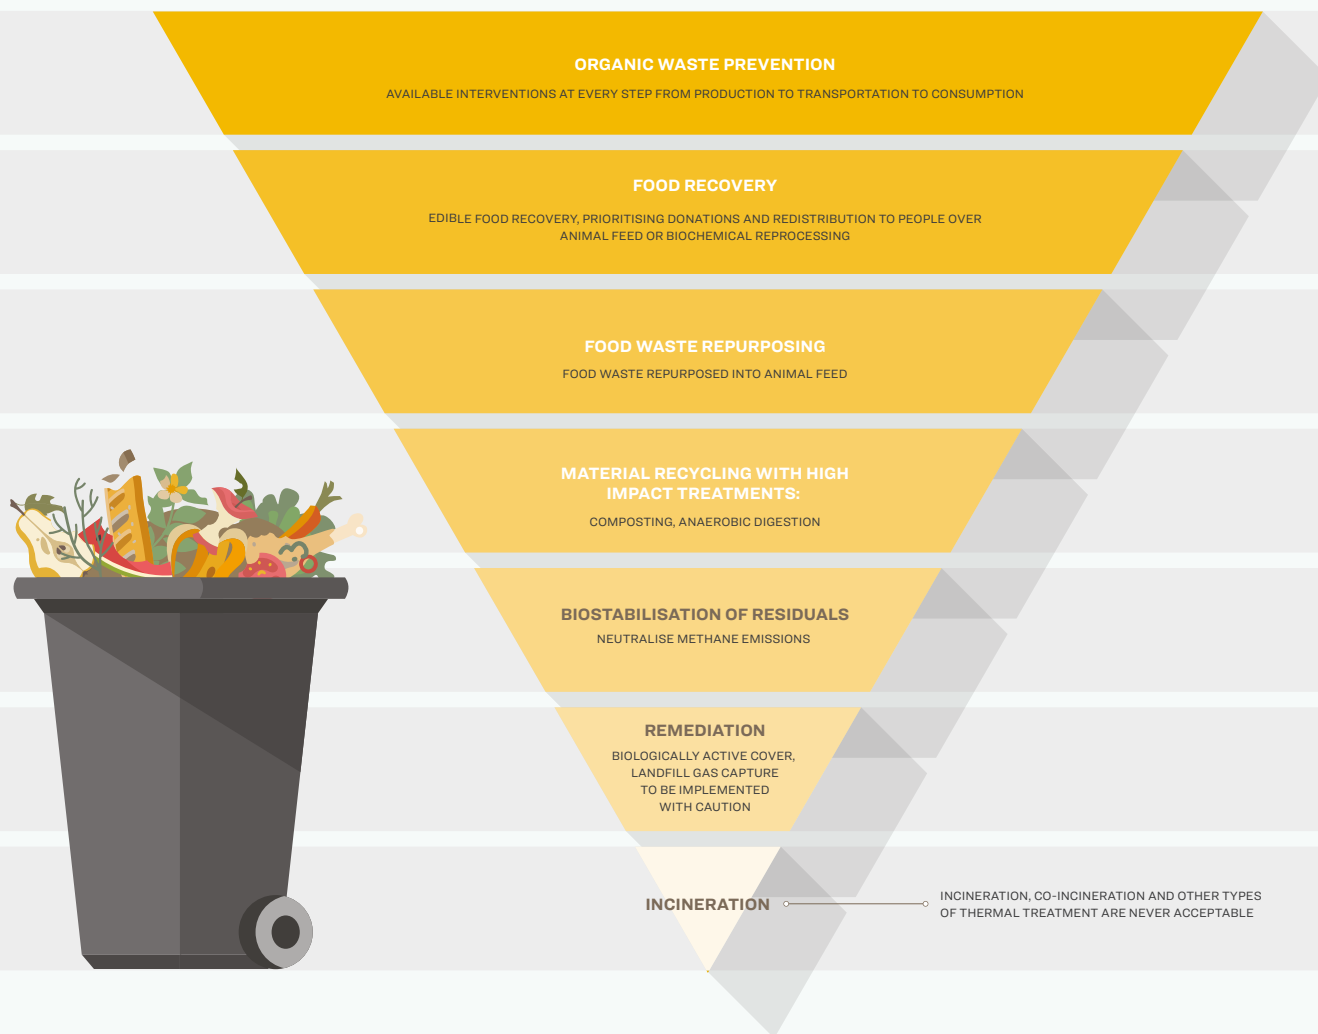 ORGANIC WASTE PREVENTION
AVAILABLE INTERVENTIONS AT EVERY STEP FROM PRODUCTION TO TRANSPORTATION TO CONSUMPTION
FOOD RECOVERY
EDIBLE FOOD RECOVERY, PRIORITISING DONATIONS AND REDISTRIBUTION TO PEOPLE OVER
ANIMAL FEED OR BIOCHEMICAL REPROCESSING
FOOD WASTE REPURPOSING
FOOD WASTE REPURPOSED INTO ANIMAL FEED
MATERIAL RECYCLING WITH HIGH
IMPACT TREATMENTS:
COMPOSTING, ANAEROBIC DIGESTION
BIOSTABILISATION OF RESIDUALS
NEUTRALISE METHANE EMISSIONS
REMEDIATION
BIOLOGICALLY ACTIVE COVER,
LANDFILL GAS CAPTURE
TO BE IMPLEMENTED
WITH CAUTION
INCINERATION
INCINERATION, CO-INCINERATION AND OTHER TYPES
OF THERMAL TREATMENT ARE NEVER ACCEPTABLE